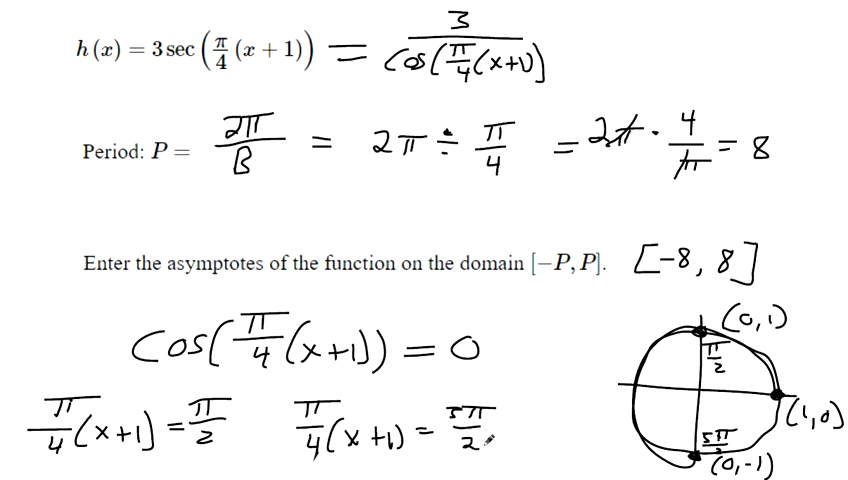 h(x) = 3 sec(π/4 (x + 1)) = 3/cos(π/4(x+1)]
Period: P = 2π/B = 2π ÷ π/4 = 2π · 4/π = 8
Enter the asymptotes of the function on the domain [−P, P]. [-8, 8]
Cos(π/4(x+1)) = 0
π/4(x+1) = π/2 π/4(x+1) = 5π/2
(0,1)
π/2
(1,0)
5π/2
(0,-1)